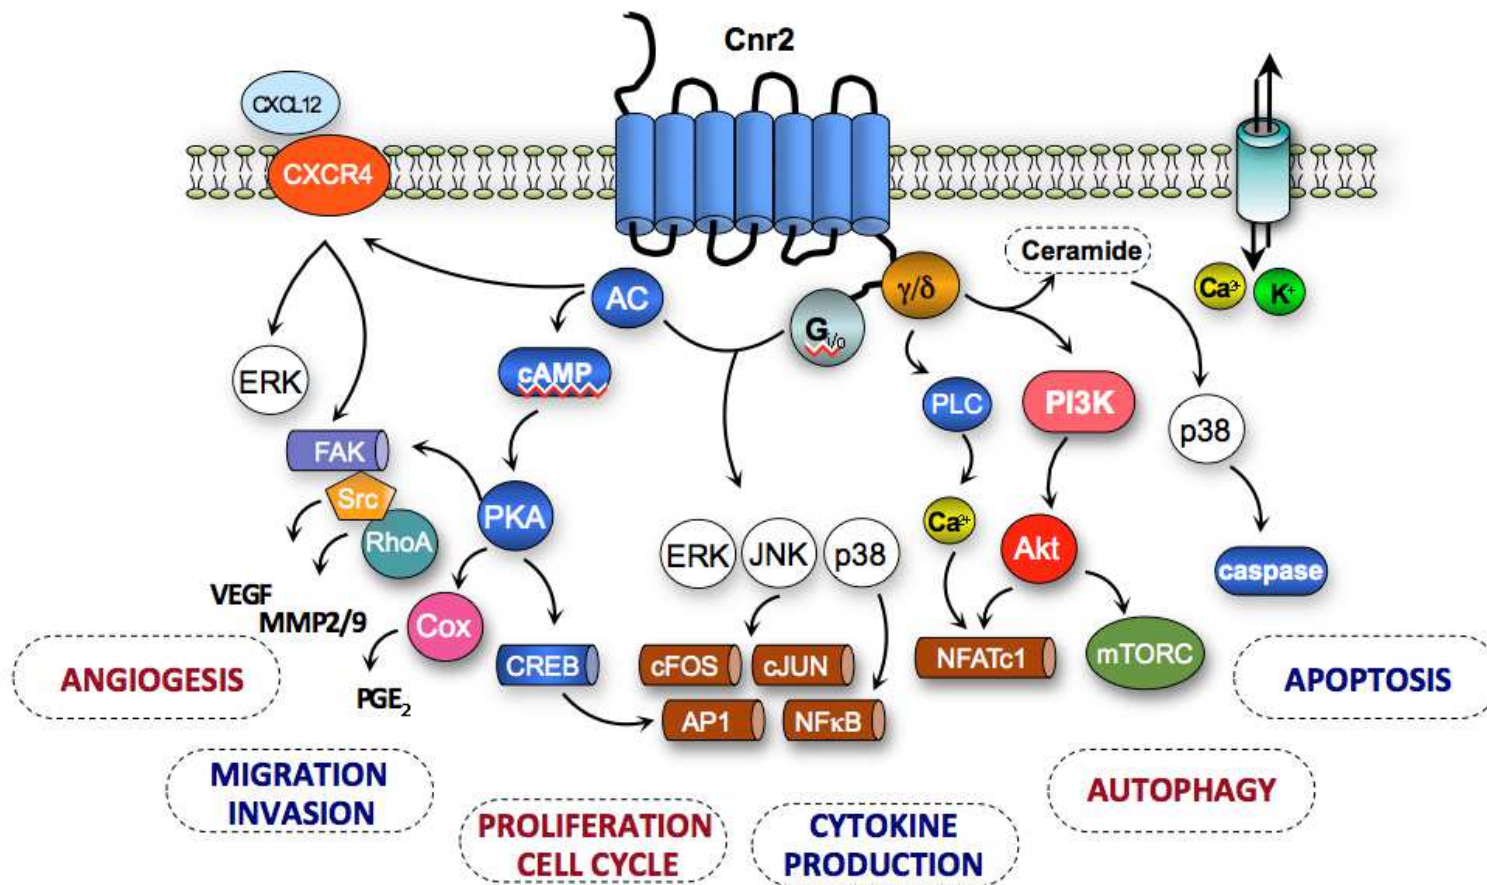 Cnr2
CXCL12
CXCR4
Ceramide
AC
γ/δ
Gi/o
Ca2+
K+
ERK
cAMP
PLC
PI3K
p38
FAK
Src
PKA
RhoA
Ca2+
Akt
ERK
JNK
p38
caspase
VEGF
MMP2/9
Cox
CREB
cFOS
cJUN
NFATc1
mTORC
ANGIOGESIS
PGE2
AP1
NFκB
APOPTOSIS
MIGRATION
INVASION
AUTOPHAGY
PROLIFERATION
CELL CYCLE
CYTOKINE
PRODUCTION